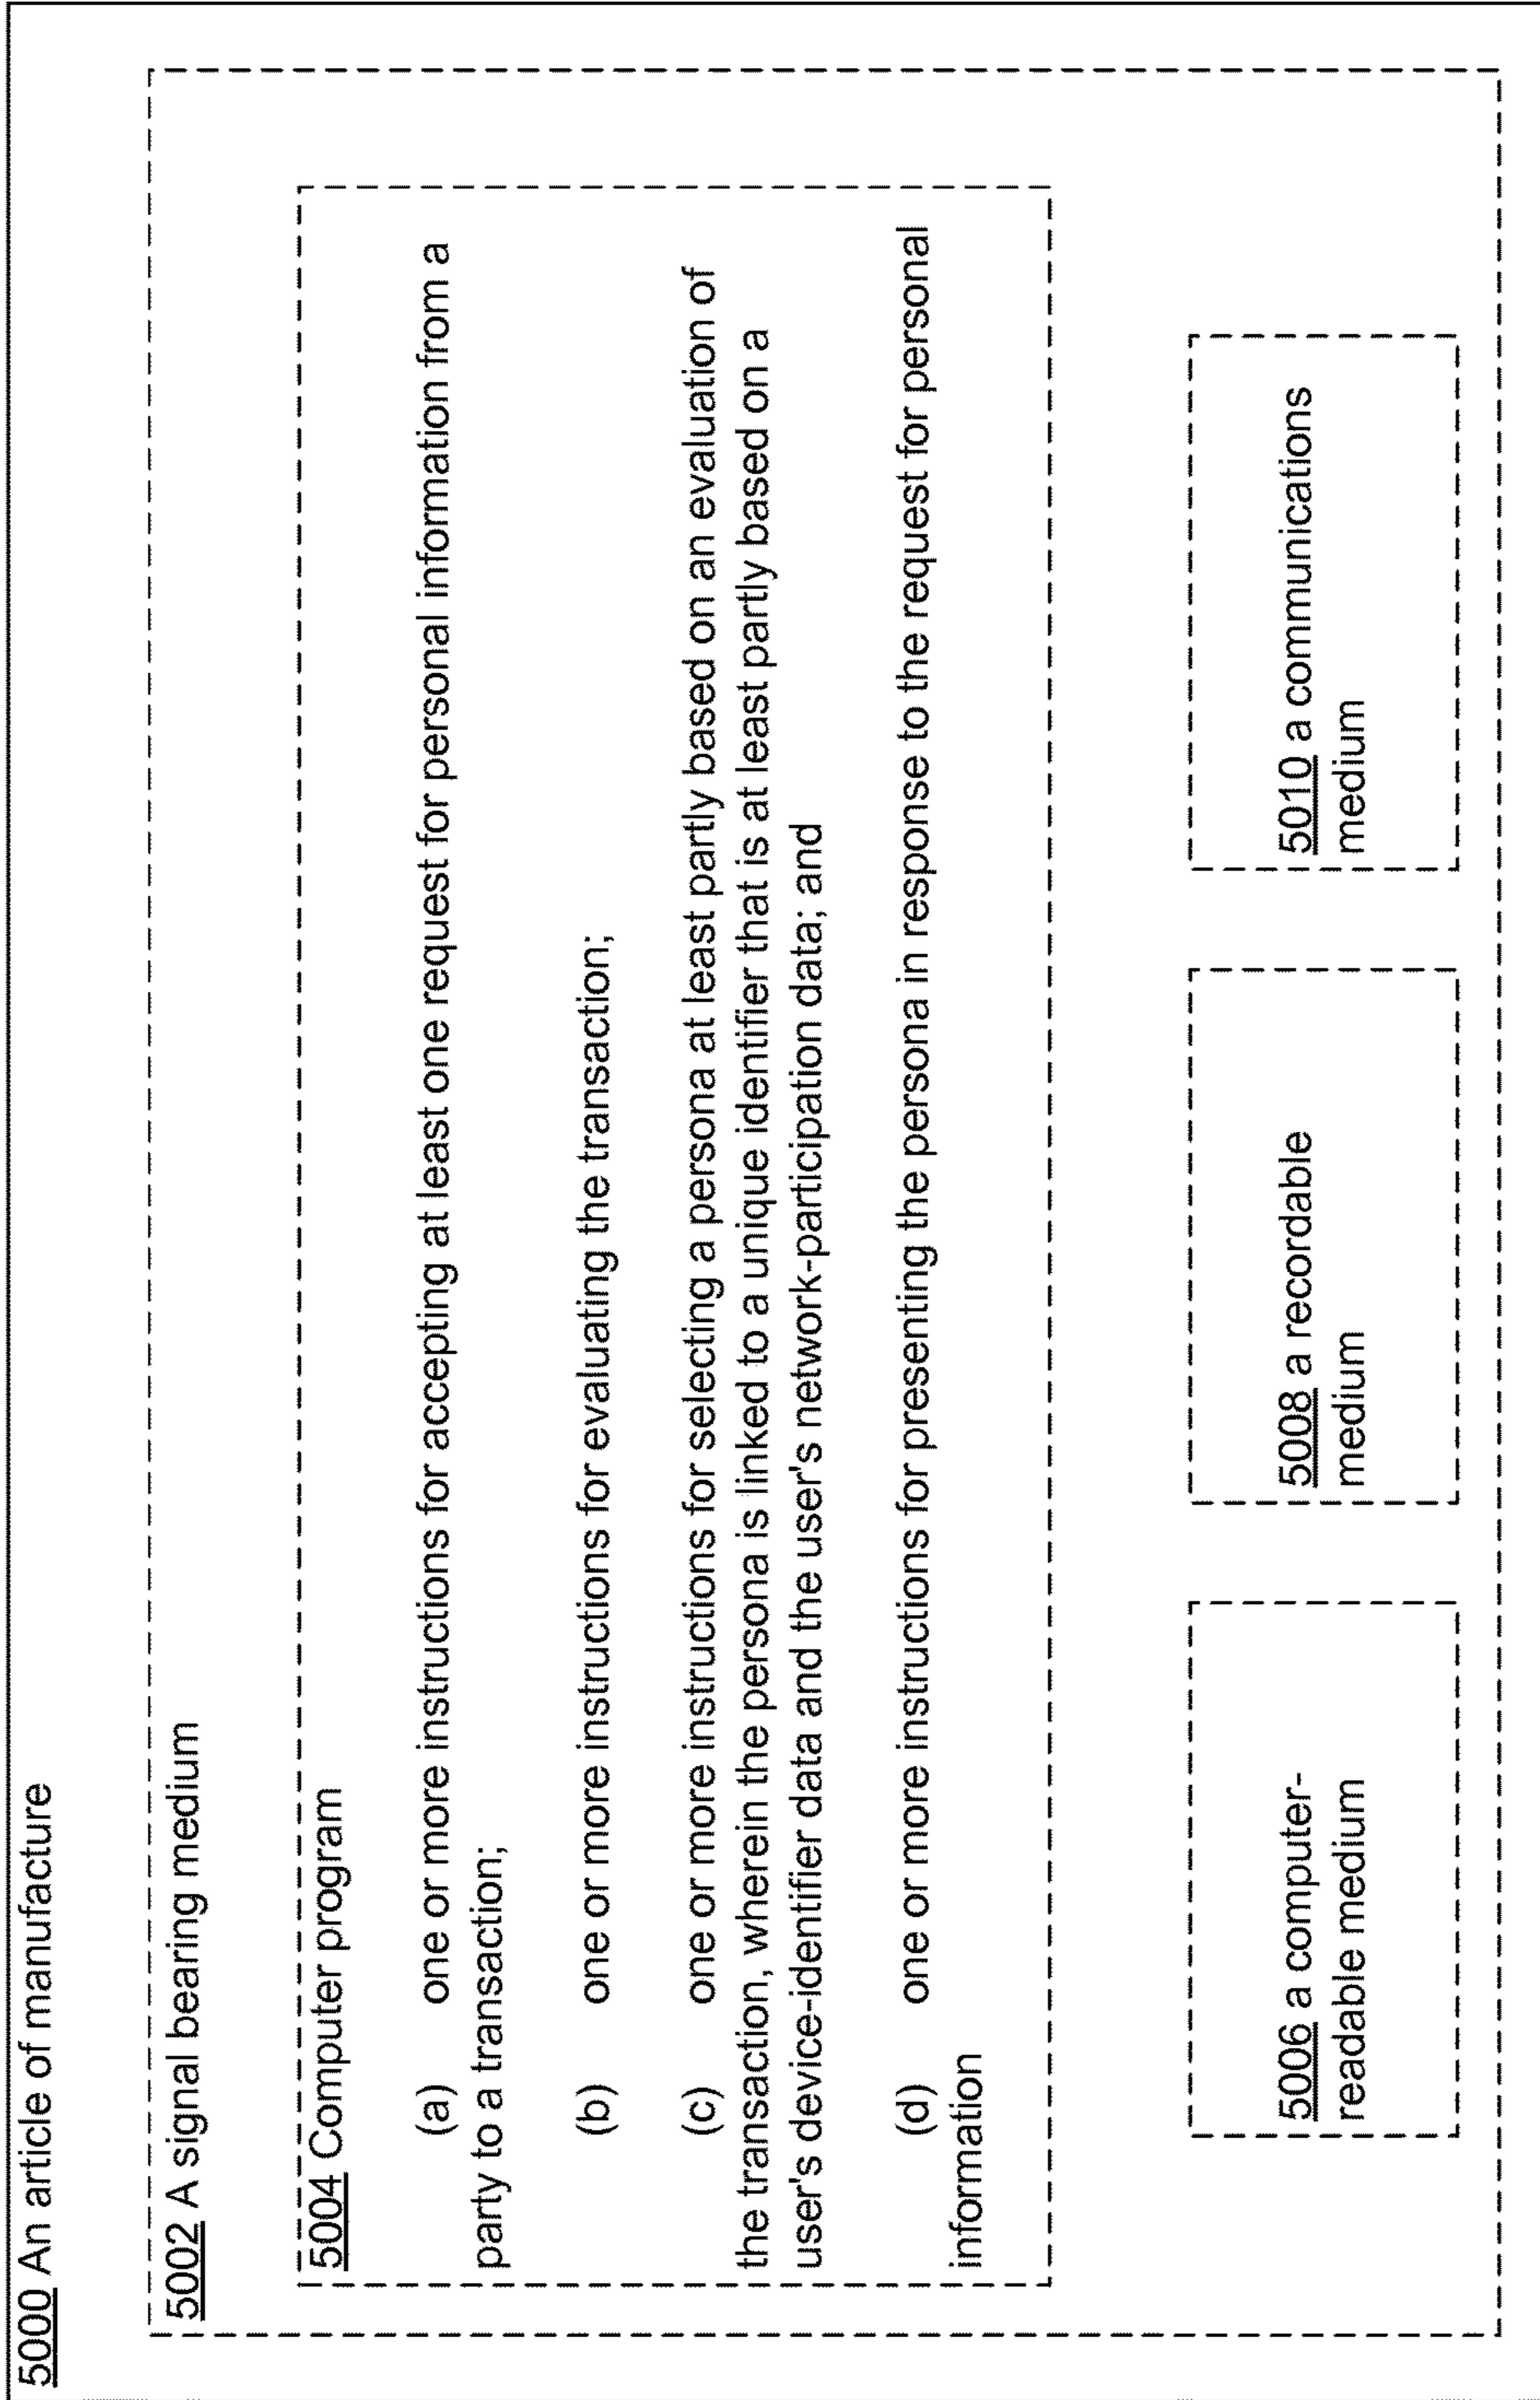 5000 An article of manufacture
5002 A signal bearing medium
5004 Computer program
(a) one or more instructions for accepting at least one request for personal information from a
party to a transaction;
(b) one or more instructions for evaluating the transaction;
(c) one or more instructions for selecting a persona at least partly based on an evaluation of
the transaction, wherein the persona is linked to a unique identifier that is at least partly based on a
user's device-identifier data and the user's network-participation data; and
(d) one or more instructions for presenting the persona in response to the request for personal
information
5006 a computer-
readable medium
5008 a recordable
medium
5010 a communications
medium